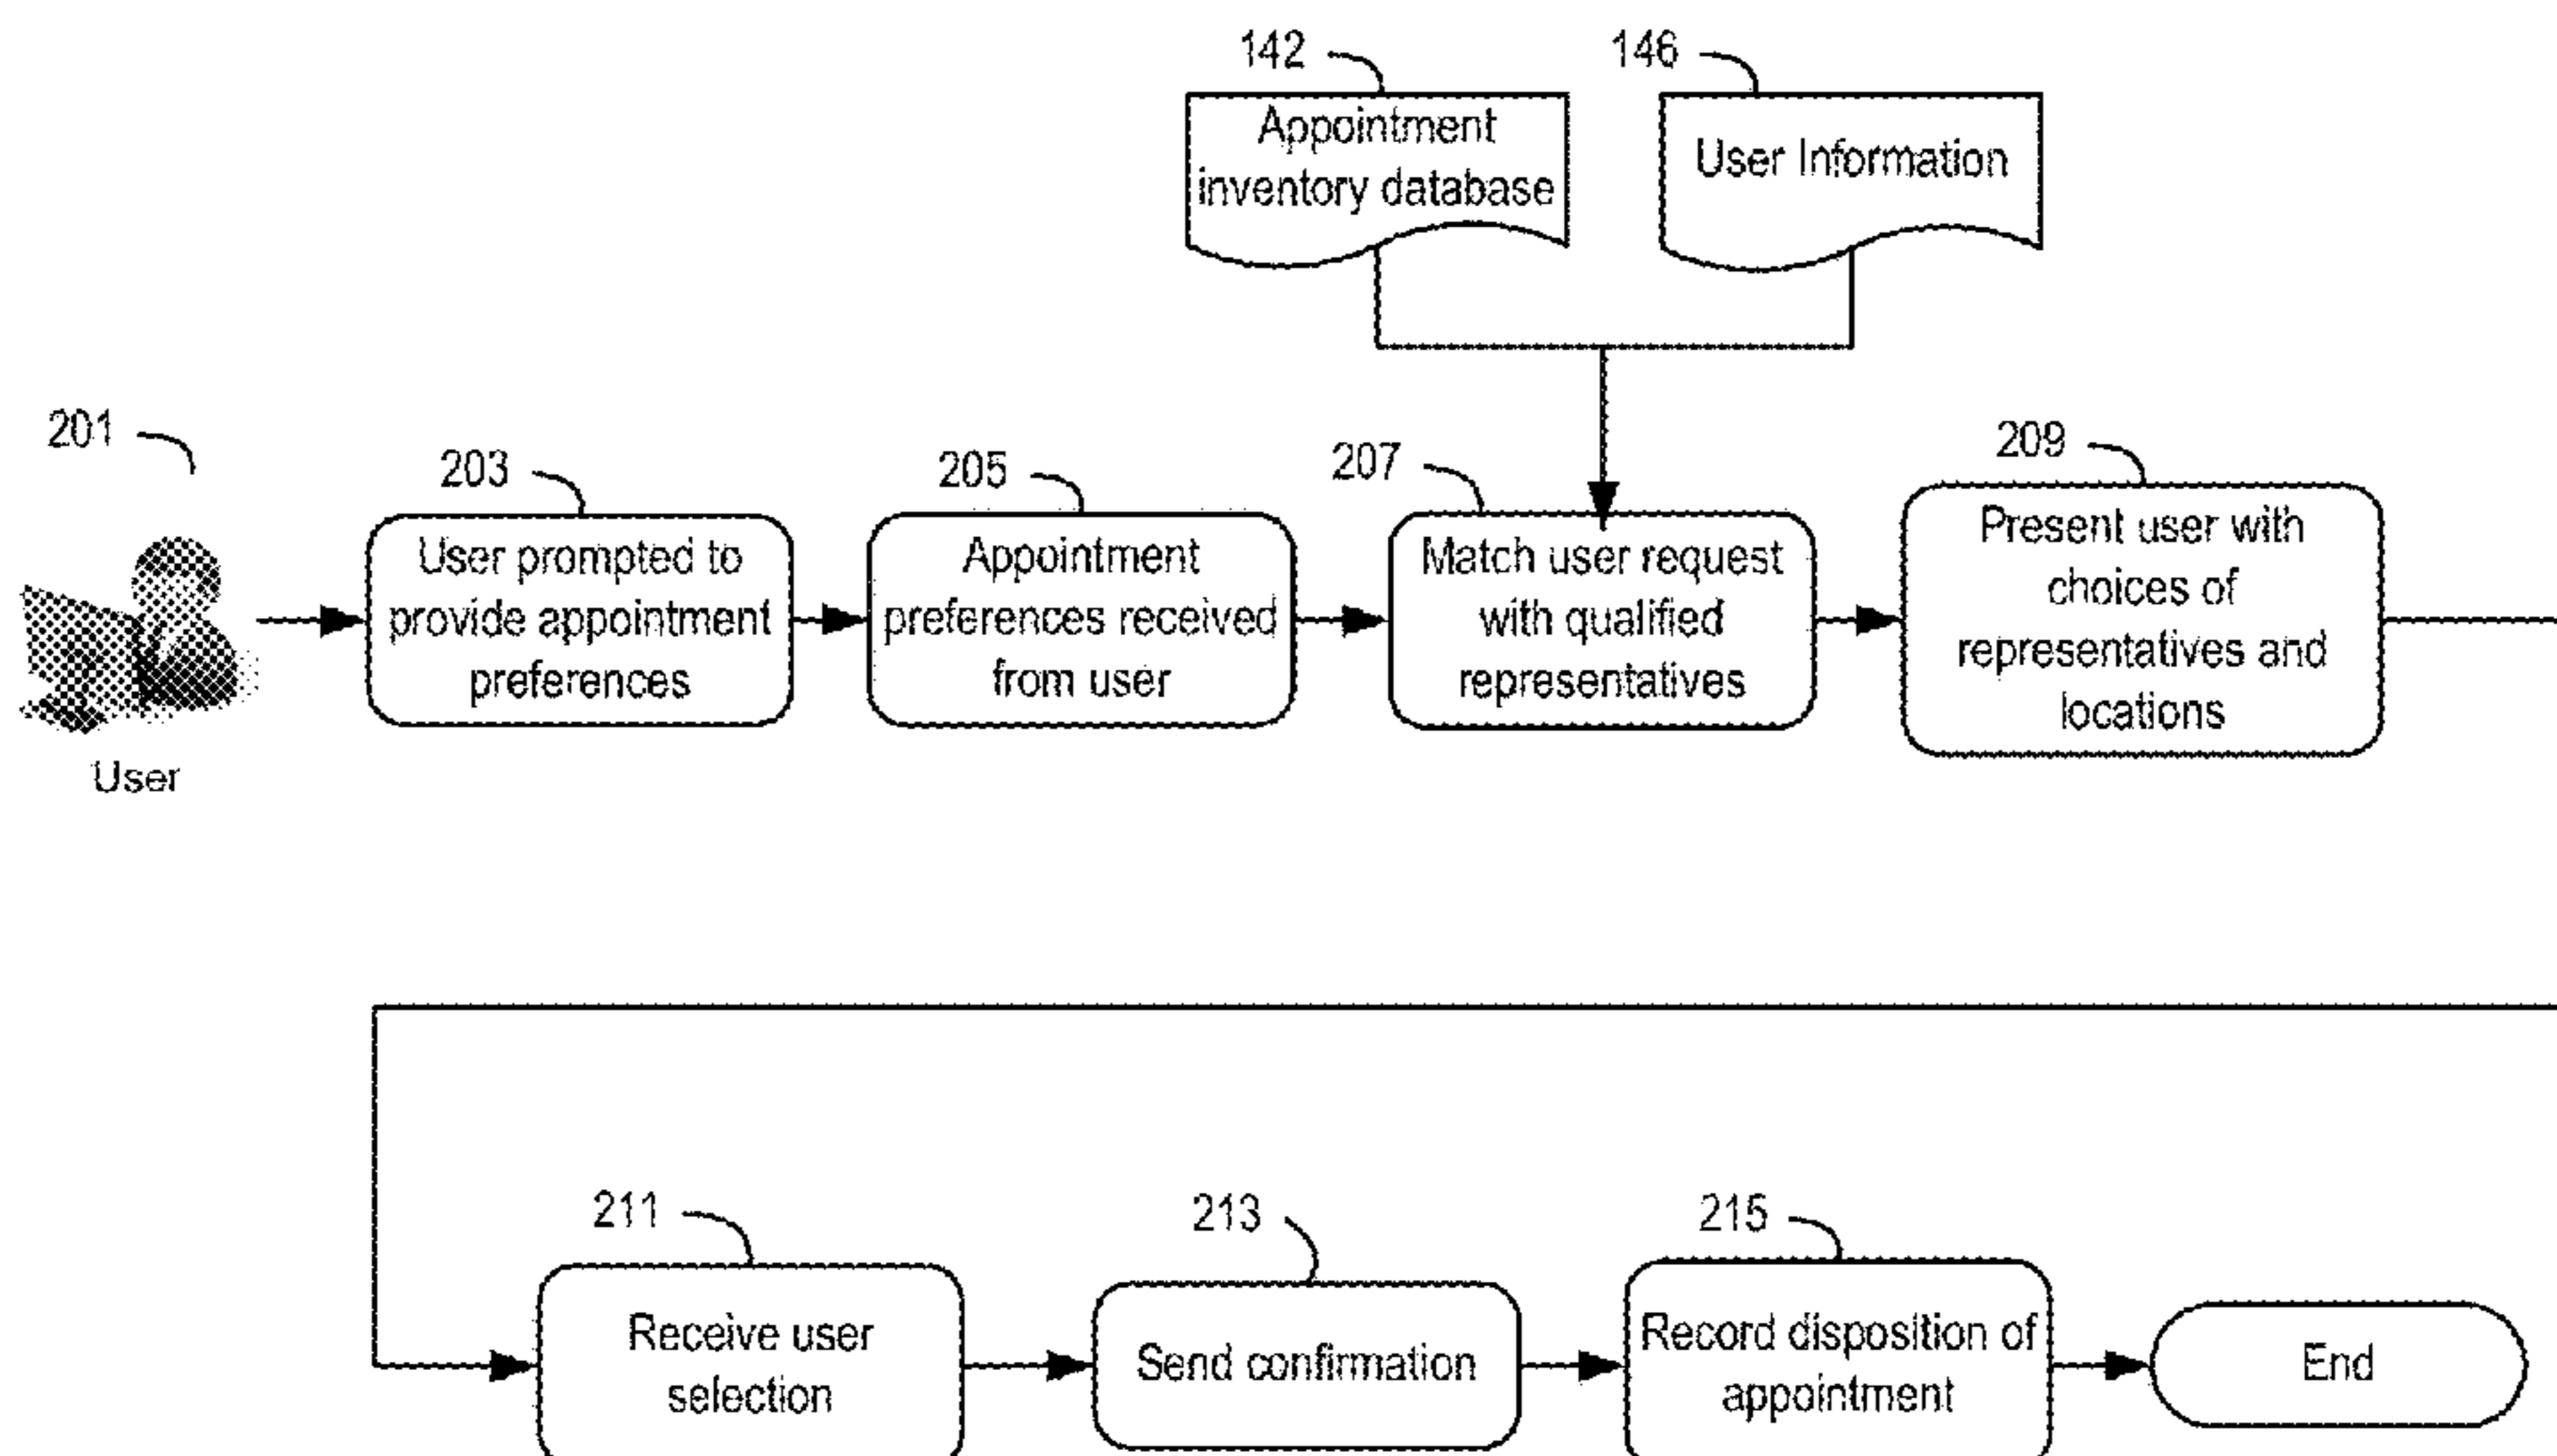 142
Appointment
inventory database
146
User Information
201
User
203
User prompted to
provide appointment
preferences
205
Appointment
preferences received
from user
207
Match user request
with qualified
representatives
209
Present user with
choices of
representatives and
locations
211
Receive user
selection
213
Send confirmation
215
Record disposition of
appointment
End